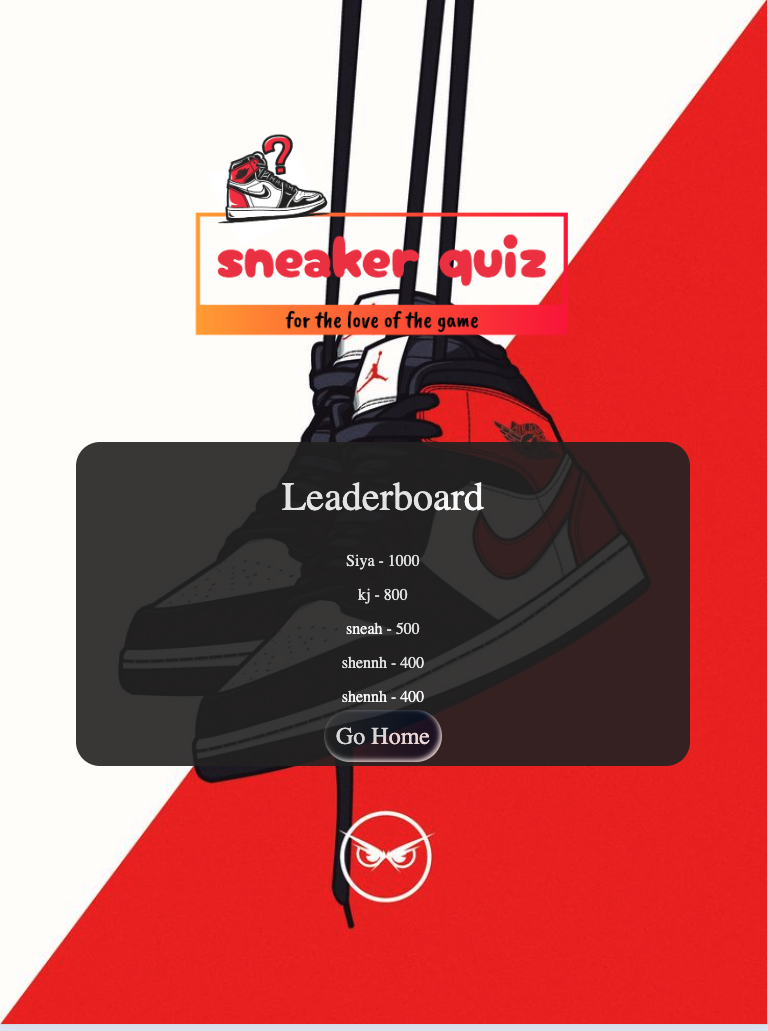 sneaker quiz
for the love of the game
Leaderboard
Siya - 1000
kj - 800
sneah - 500
shennh - 400
shennh - 400
Go Home